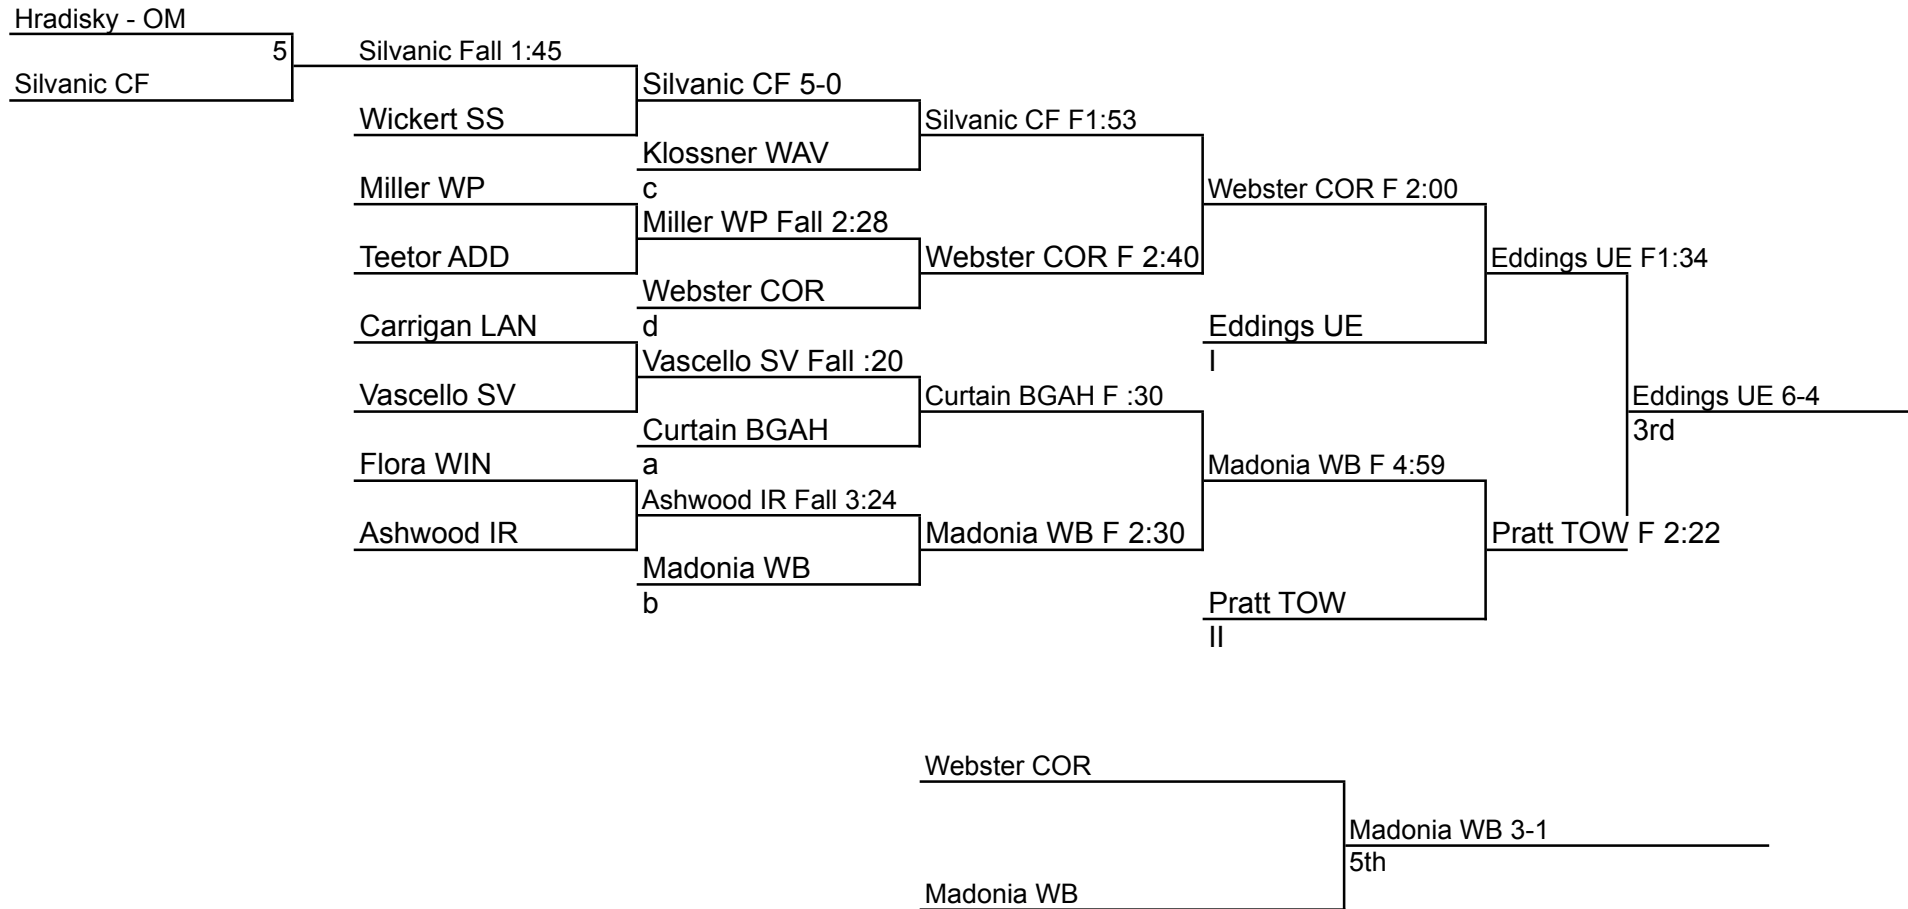 Hradisky - OM
5
Silvanic CF
Silvanic Fall 1:45
Wickert SS
Miller WP
Teetor ADD
Carrigan LAN
Vascello SV
Flora WIN
Ashwood IR
Silvanic CF 5-0
Klossner WAV
c
Miller WP Fall 2:28
Webster COR
d
Vascello SV Fall :20
Curtain BGAH
a
Ashwood IR Fall 3:24
Madonia WB
b
Silvanic CF F1:53
Webster COR F 2:40
Curtain BGAH F :30
Madonia WB F 2:30
Webster COR F 2:00
Eddings UE
I
Madonia WB F 4:59
Pratt TOW
II
Eddings UE F1:34
Pratt TOW F 2:22
Eddings UE 6-4
3rd
Webster COR
Madonia WB
Madonia WB 3-1
5th